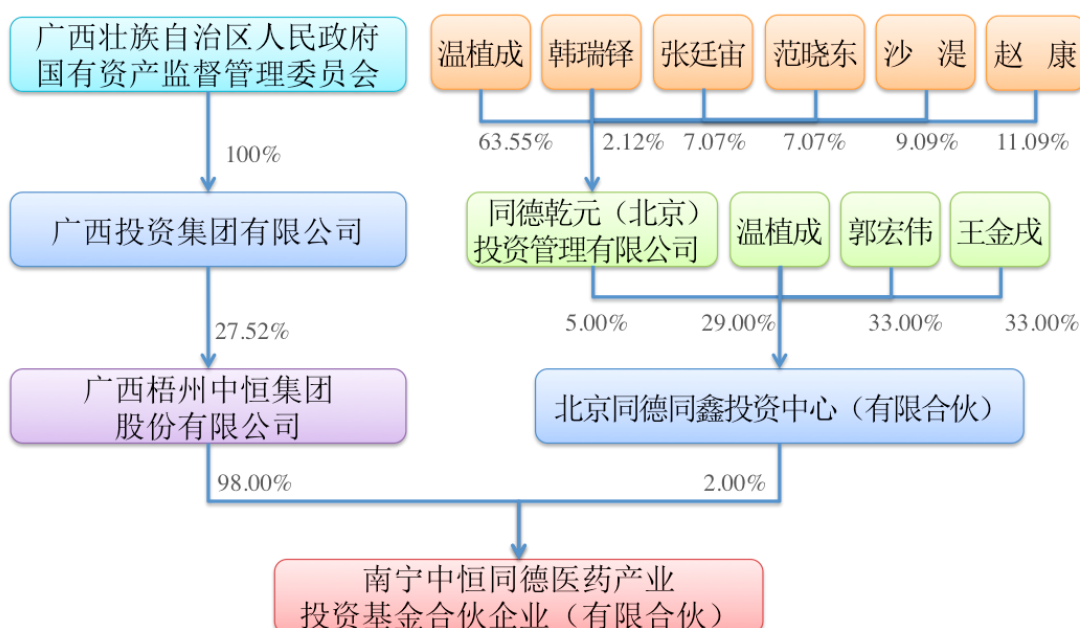 广西壮族自治区人民政府
国有资产监督管理委员会
温植成
韩瑞铎
张廷宙
范晓东
沙 湜
赵 康
100%
63.55%
2.12%
7.07%
7.07%
9.09%
11.09%
广西投资集团有限公司
同德乾元（北京）
投资管理有限公司
温植成
郭宏伟
王金戌
27.52%
5.00%
29.00%
33.00%
33.00%
广西梧州中恒集团
股份有限公司
北京同德同鑫投资中心（有限合伙）
98.00%
2.00%
南宁中恒同德医药产业
投资基金合伙企业（有限合伙）